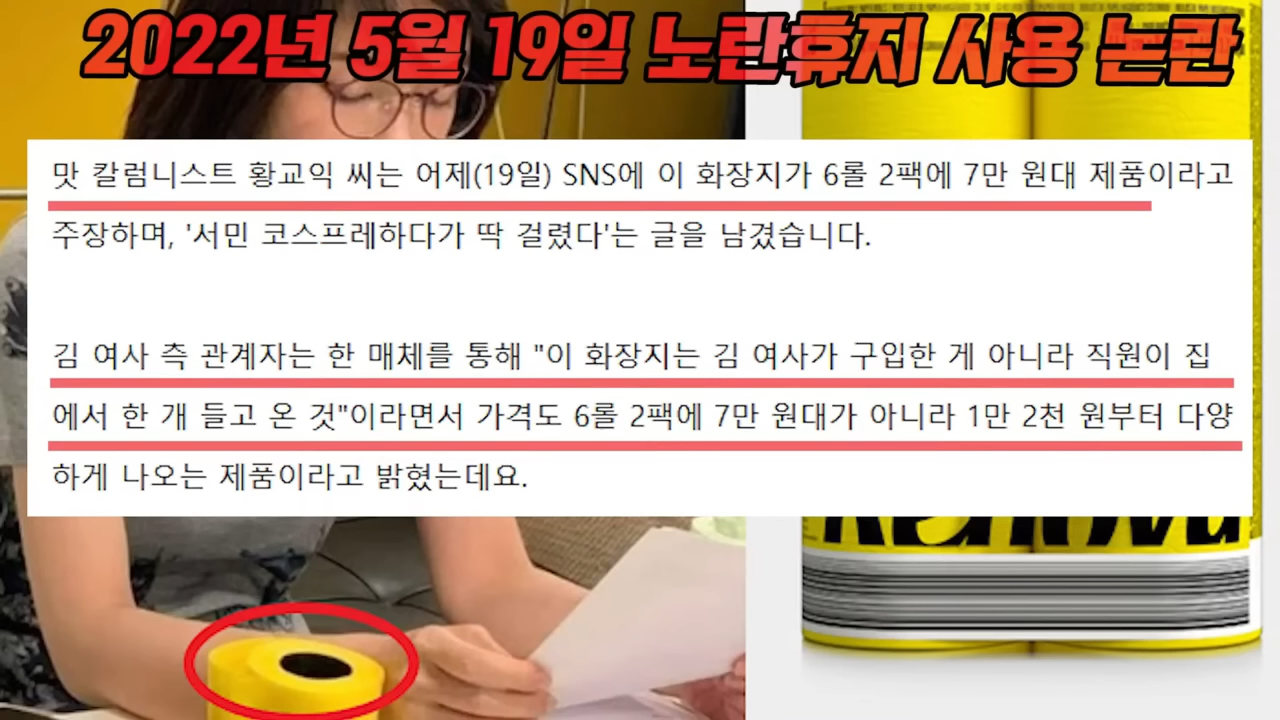 2022년 5월 19일 노란휴지 사용 논란
맛 칼럼니스트 황교익 씨는 어제(19일) SNS에 이 화장지가 6롤 2팩에 7만 원대 제품이라고
주장하며, '서민 코스프레하다가 딱 걸렸다'는 글을 남겼습니다.
김 여사 측 관계자는 한 매체를 통해 "이 화장지는 김 여사가 구입한 게 아니라 직원이 집
에서 한 개 들고 온 것"이라면서 가격도 6롤 2팩에 7만 원대가 아니라 1만 2천 원부터 다양
하게 나오는 제품이라고 밝혔는데요.
Renova